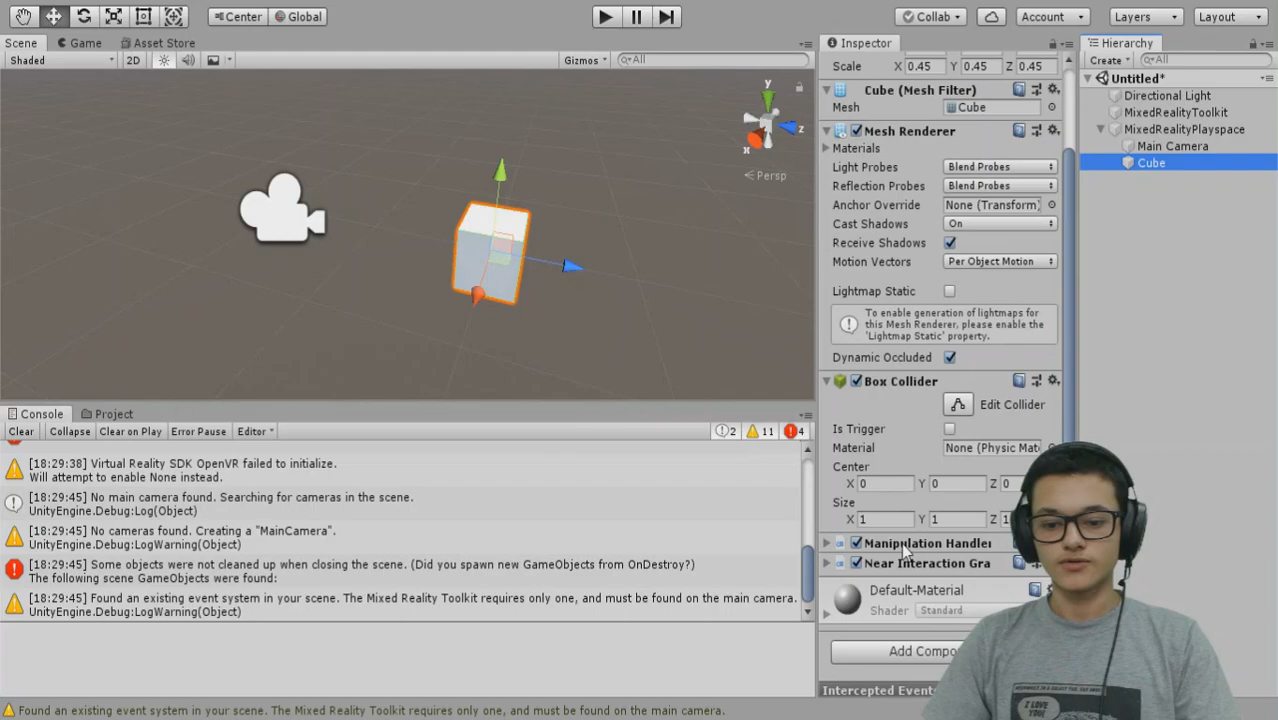 Center Global Collab Account Layers Layout
Scene Game Asset Store Inspector Hierarchy
Shaded 2D Gizmos All Create All
y
z
x
Persp
Untitled*
Directional Light
MixedRealityToolkit
MixedRealityPlayspace
Main Camera
Cube
Scale X 0.45 Y 0.45 Z 0.45
Cube (Mesh Filter)
Mesh Cube
Mesh Renderer
Materials
Light Probes Blend Probes
Reflection Probes Blend Probes
Anchor Override None (Transform)
Cast Shadows On
Receive Shadows
Motion Vectors Per Object Motion
Lightmap Static
To enable generation of lightmaps for
this Mesh Renderer, please enable the
'Lightmap Static' property.
Dynamic Occluded
Box Collider
Edit Collider
Is Trigger
Material None (Physic Mat
Center
X 0 Y 0 Z 0
Size
X 1 Y 1 Z 1
Manipulation Handler
Near Interaction Gra
Default-Material
Shader Standard
Add Compo
Intercepted Events
Console Project
Clear Collapse Clear on Play Error Pause Editor 2 11 4
[18:29:38] Virtual Reality SDK OpenVR failed to initialize.
Will attempt to enable None instead.
[18:29:45] No main camera found. Searching for cameras in the scene.
UnityEngine.Debug:Log(Object)
[18:29:45] No cameras found. Creating a "MainCamera".
UnityEngine.Debug:LogWarning(Object)
[18:29:45] Some objects were not cleaned up when closing the scene. (Did you spawn new GameObjects from OnDestroy?)
The following scene GameObjects were found:
[18:29:45] Found an existing event system in your scene. The Mixed Reality Toolkit requires only one, and must be found on the main camera.
UnityEngine.Debug:LogWarning(Object)
Found an existing event system in your scene. The Mixed Reality Toolkit requires only one, and must be found on the main camera.
I LOVE
YOU!